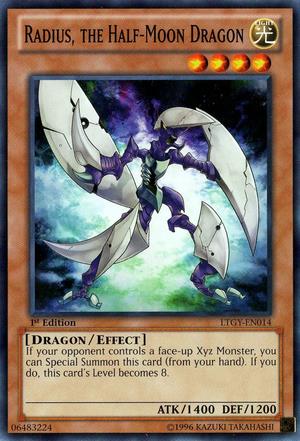 RADIUS, THE HALF-MOON DRAGON
LIGHT
光
1st Edition
LTGY-EN014
[DRAGON/EFFECT]
If your opponent controls a face-up Xyz Monster, you
can Special Summon this card (from your hand). If you
do, this card's Level becomes 8.
ATK/1400 DEF/1200
06483224
©1996 KAZUKI TAKAHASHI